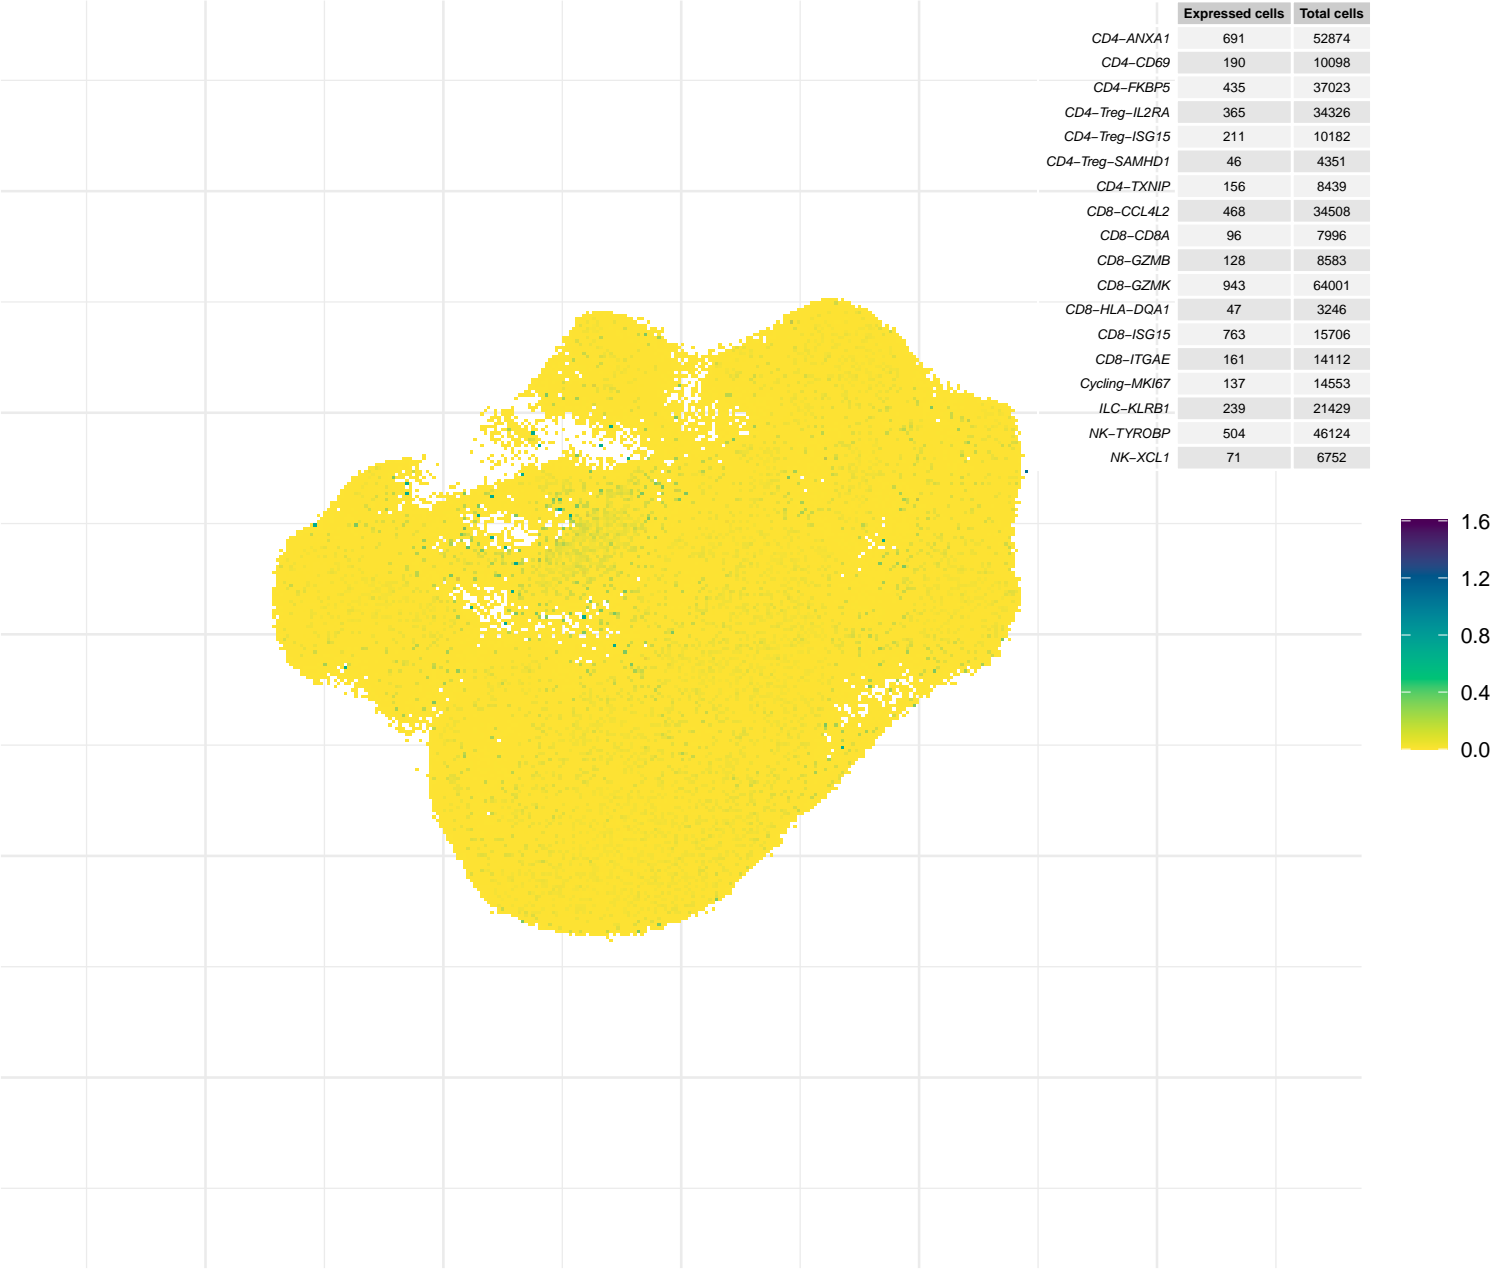 Expressed cells Total cells
CD4−ANXA1 691 52874
CD4−CD69 190 10098
CD4−FKBP5 435 37023
CD4−Treg−IL2RA 365 34326
CD4−Treg−ISG15 211 10182
CD4−Treg−SAMHD1 46 4351
CD4−TXNIP 156 8439
CD8−CCL4L2 468 34508
CD8−CD8A 96 7996
CD8−GZMB 128 8583
CD8−GZMK 943 64001
CD8−HLA−DQA1 47 3246
CD8−ISG15 763 15706
CD8−ITGAE 161 14112
Cycling−MKI67 137 14553
ILC−KLRB1 239 21429
NK−TYROBP 504 46124
NK−XCL1 71 6752
1.6
1.2
0.8
0.4
0.0